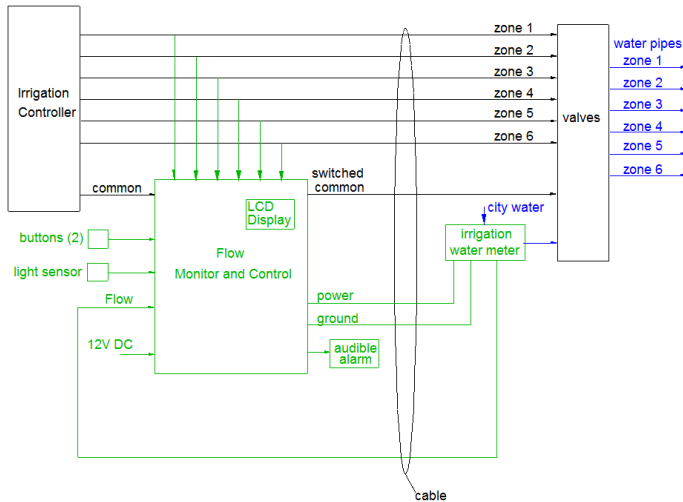 zone 1
zone 2
zone 3
zone 4
zone 5
zone 6
Irrigation
Controller
valves
water pipes
zone 1
zone 2
zone 3
zone 4
zone 5
zone 6
common
switched
common
LCD
Display
city water
buttons (2)
irrigation
water meter
Flow
Monitor and Control
light sensor
Flow
power
ground
12V DC
audible
alarm
cable